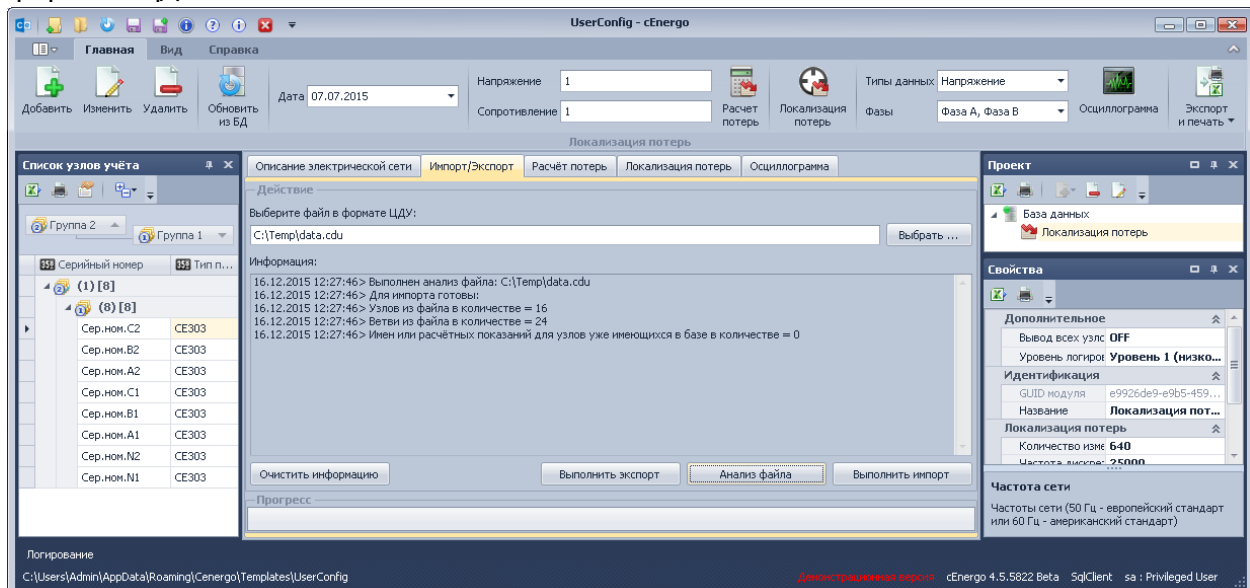 UserConfig - cEnergo
Главная Вид Справка
Добавить Изменить Удалить Обновить из БД
Дата 07.07.2015
Напряжение 1
Сопротивление 1
Расчет потерь
Локализация потерь
Типы данных Напряжение
Фазы Фаза A, Фаза B
Осциллограмма
Экспорт и печать
Локализация потерь
Список узлов учёта
Группа 2
Группа 1
Серийный номер Тип п...
(1) [8]
(8) [8]
Сер.ном.C2 CE303
Сер.ном.B2 CE303
Сер.ном.A2 CE303
Сер.ном.C1 CE303
Сер.ном.B1 CE303
Сер.ном.A1 CE303
Сер.ном.N2 CE303
Сер.ном.N1 CE303
Описание электрической сети Импорт/Экспорт Расчёт потерь Локализация потерь Осциллограмма
Действие
Выберите файл в формате ЦДУ:
C:\Temp\data.cdu Выбрать ...
Информация:
16.12.2015 12:27:46> Выполнен анализ файла: C:\Temp\data.cdu
16.12.2015 12:27:46> Для импорта готовы:
16.12.2015 12:27:46> Узлов из файла в количестве = 16
16.12.2015 12:27:46> Ветви из файла в количестве = 24
16.12.2015 12:27:46> Имен или расчётных показаний для узлов уже имеющихся в базе в количестве = 0
Очистить информацию Выполнить экспорт Анализ файла Выполнить импорт
Прогресс
Проект
База данных
Локализация потерь
Свойства
Дополнительное
Вывод всех узлс OFF
Уровень логиров Уровень 1 (низко...
Идентификация
GUID модуля e9926de9-e9b5-459...
Название Локализация пот...
Локализация потерь
Количество изме 640
Частота дискре: 25000
Частота сети
Частоты сети (50 Гц - европейский стандарт
или 60 Гц - американский стандарт)
Логирование
C:\Users\Admin\AppData\Roaming\Cenergo\Templates\UserConfig
Демонстрационная версия cEnergo 4.5.5822 Beta SqlClient sa : Privileged User